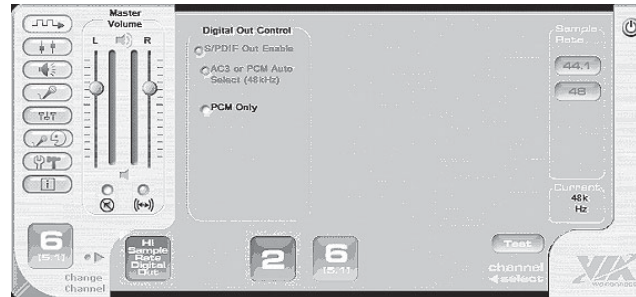 Master
Volume
L R
Digital Out Control
S/PDIF Out Enable
AC3 or PCM Auto
Select (48kHz)
PCM Only
Sample
Rate
44.1
48
Current
48k
Hz
6
(5.1)
Change
Channel
Hi
Sample
Rate
Digital
Out
2
6
(5.1)
Test
channel
select
VIA